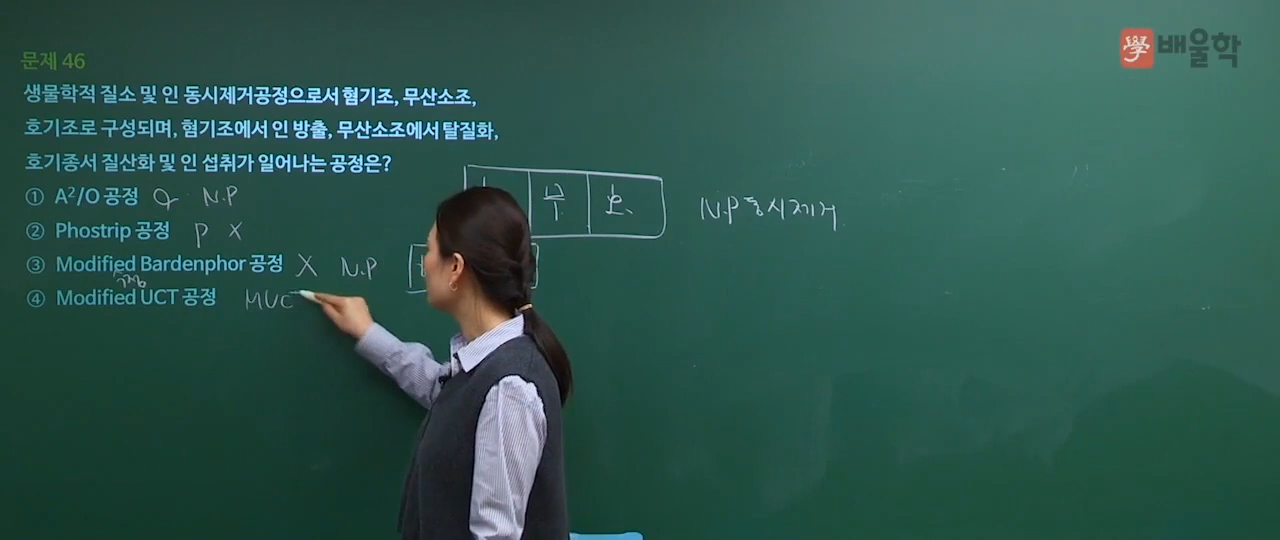 學 배울학
문제 46
생물학적 질소 및 인 동시제거공정으로서 혐기조, 무산소조,
호기조로 구성되며, 혐기조에서 인 방출, 무산소조에서 탈질화,
호기종서 질산화 및 인 섭취가 일어나는 공정은?
① A²/O 공정 N.P
② Phostrip 공정 P X
③ Modified Bardenphor 공정 X N.P
④ Modified UCT 공정 MUC
무 호
N.P 동시제거